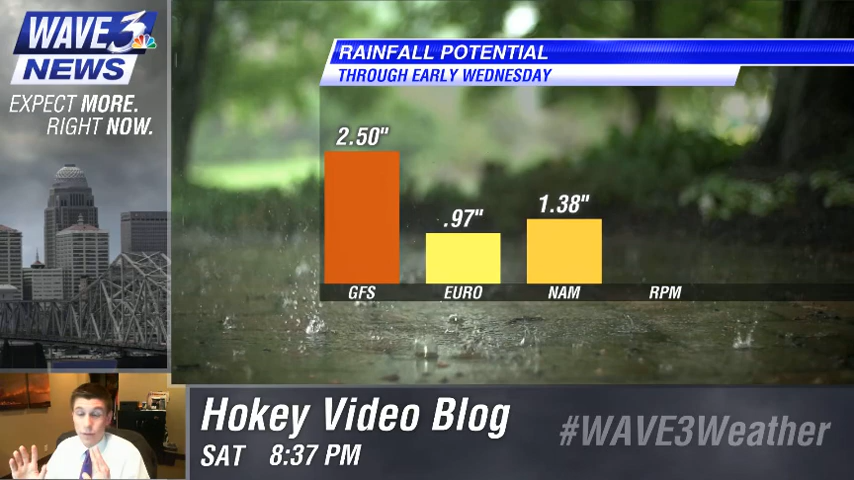 WAVE 3
NEWS
EXPECT MORE.
RIGHT NOW.
RAINFALL POTENTIAL
THROUGH EARLY WEDNESDAY
2.50" .97" 1.38"
GFS EURO NAM RPM
Hokey Video Blog
SAT 8:37 PM
#WAVE3Weather